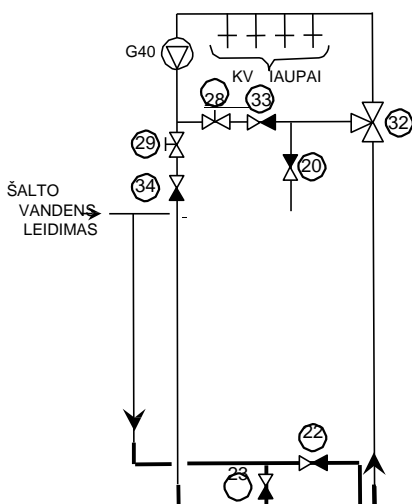 G40
KV IAUPAI
28
33
32
29
20
34
ŠALTO
VANDENS
LEIDIMAS
22
23